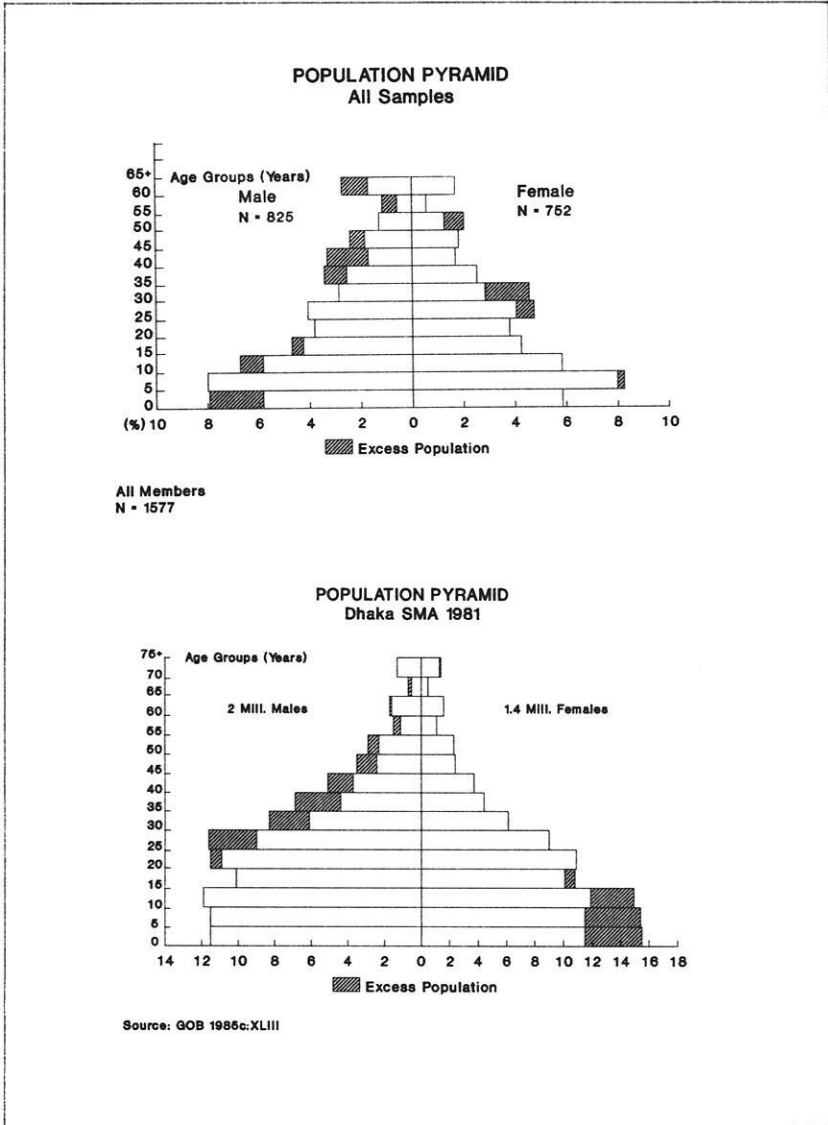 POPULATION PYRAMID
All Samples
Age Groups (Years)
Male
N = 825
Female
N = 752
65+
60
55
50
45
40
35
30
25
20
15
10
5
0
(%) 10 8 6 4 2 0 2 4 6 8 10
Excess Population
All Members
N = 1577
POPULATION PYRAMID
Dhaka SMA 1981
Age Groups (Years)
2 Mill. Males
1.4 Mill. Females
75+
70
65
60
55
50
45
40
35
30
25
20
15
10
5
0
14 12 10 8 6 4 2 0 2 4 6 8 10 12 14 16 18
Excess Population
Source: GOB 1985c:XLIII